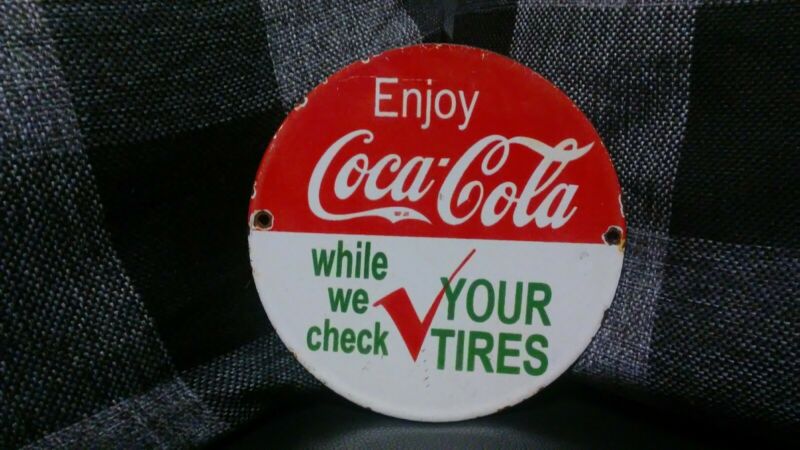 Enjoy
Coca-Cola
while
we
check
YOUR
TIRES